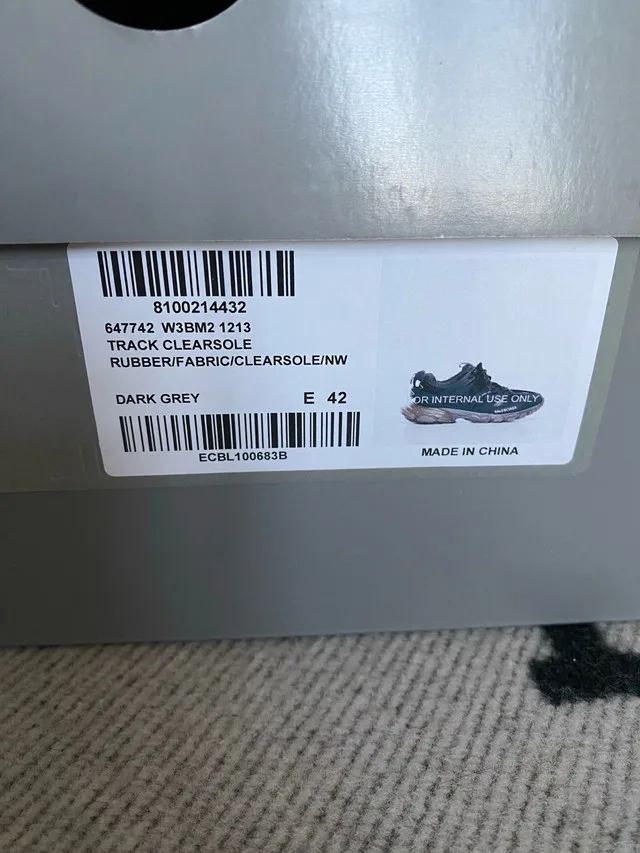 8100214432
647742 W3BM2 1213
TRACK CLEARSOLE
RUBBER/FABRIC/CLEARSOLE/NW
DARK GREY E 42
OR INTERNAL USE ONLY
ECBL100683B
MADE IN CHINA